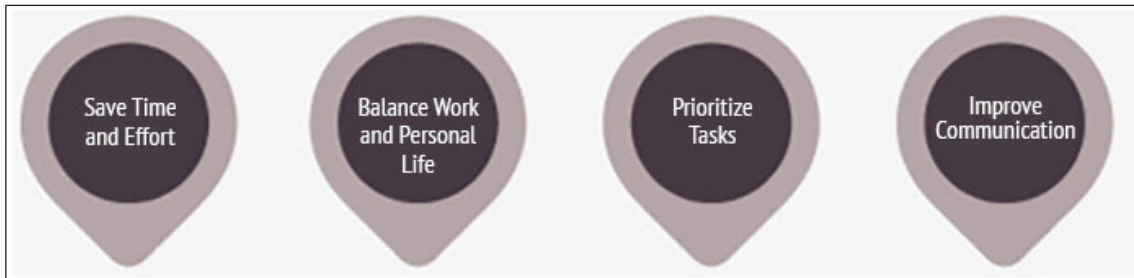 Save Time
and Effort
Balance Work
and Personal
Life
Prioritize
Tasks
Improve
Communication